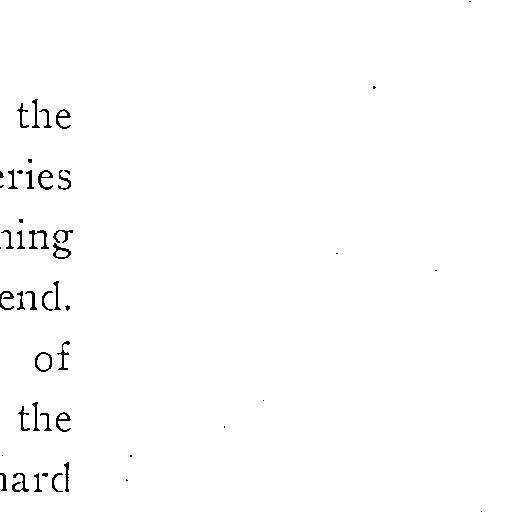 the
eries
ning
end.
of
the
hard